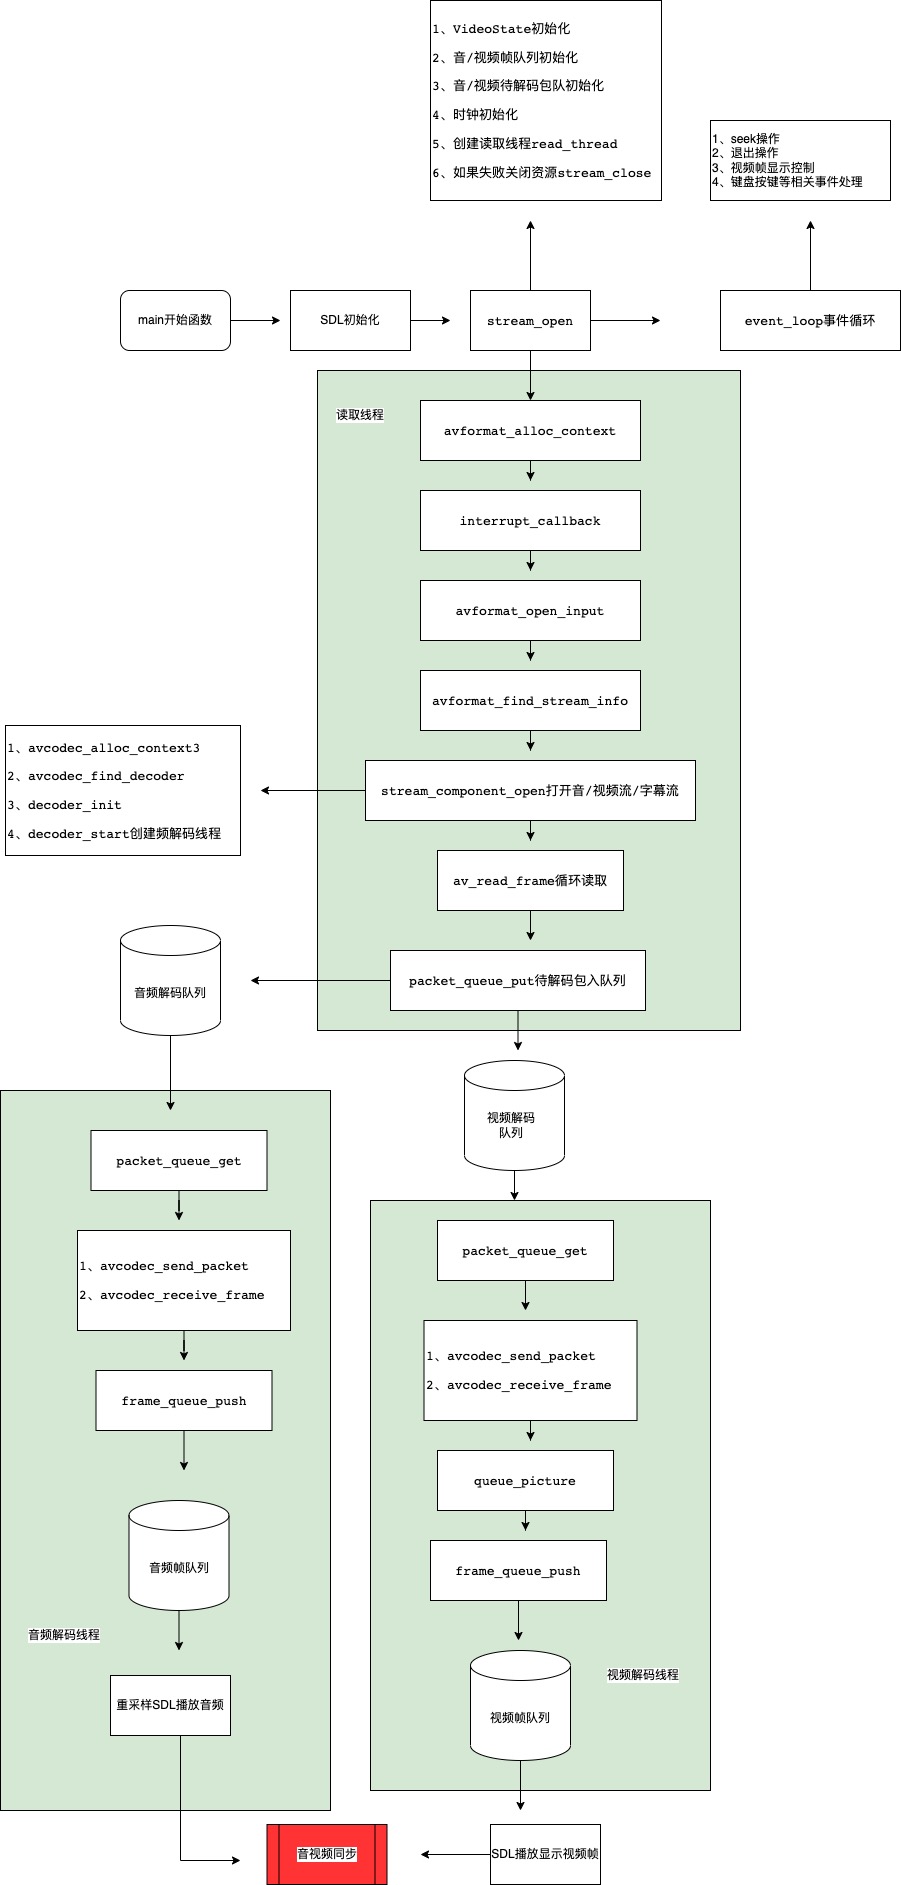 1、VideoState初始化
2、音/视频帧队列初始化
3、音/视频待解码包队初始化
4、时钟初始化
5、创建读取线程read_thread
6、如果失败关闭资源stream_close
1、seek操作
2、退出操作
3、视频帧显示控制
4、键盘按键等相关事件处理
main开始函数
SDL初始化
stream_open
event_loop事件循环
读取线程
avformat_alloc_context
interrupt_callback
avformat_open_input
avformat_find_stream_info
1、avcodec_alloc_context3
2、avcodec_find_decoder
3、decoder_init
4、decoder_start创建频解码线程
stream_component_open打开音/视频流/字幕流
av_read_frame循环读取
packet_queue_put待解码包入队列
音频解码队列
视频解码
队列
packet_queue_get
1、avcodec_send_packet
2、avcodec_receive_frame
frame_queue_push
音频帧队列
音频解码线程
重采样SDL播放音频
packet_queue_get
1、avcodec_send_packet
2、avcodec_receive_frame
queue_picture
frame_queue_push
视频解码线程
视频帧队列
音视频同步
SDL播放显示视频帧